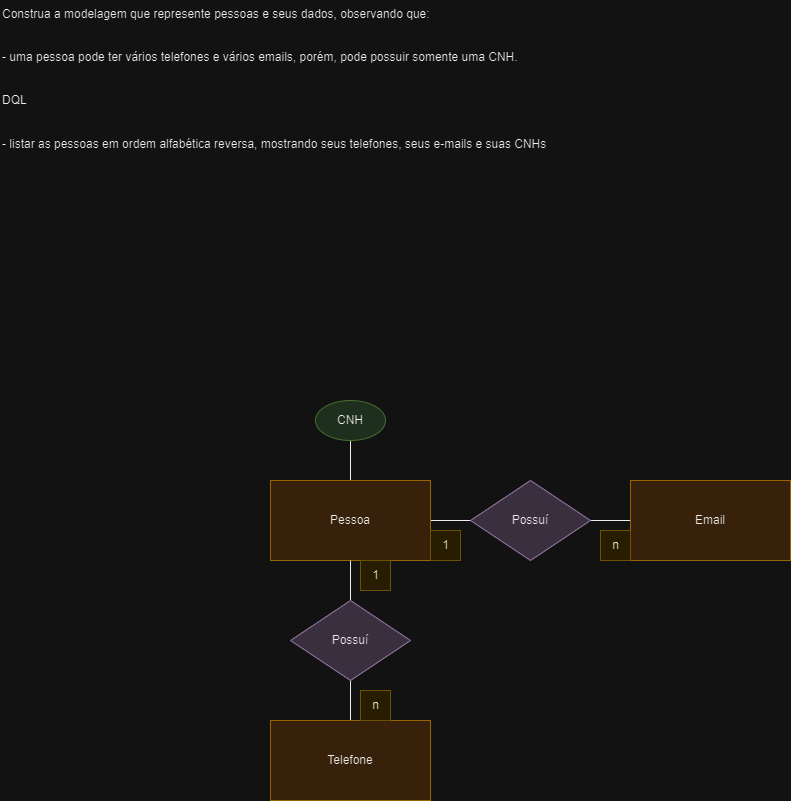 Construa a modelagem que represente pessoas e seus dados, observando que:
- uma pessoa pode ter vários telefones e vários emails, porém, pode possuir somente uma CNH.
DQL
- listar as pessoas em ordem alfabética reversa, mostrando seus telefones, seus e-mails e suas CNHs
CNH
Pessoa
Possuí
Email
1
n
1
Possuí
n
Telefone